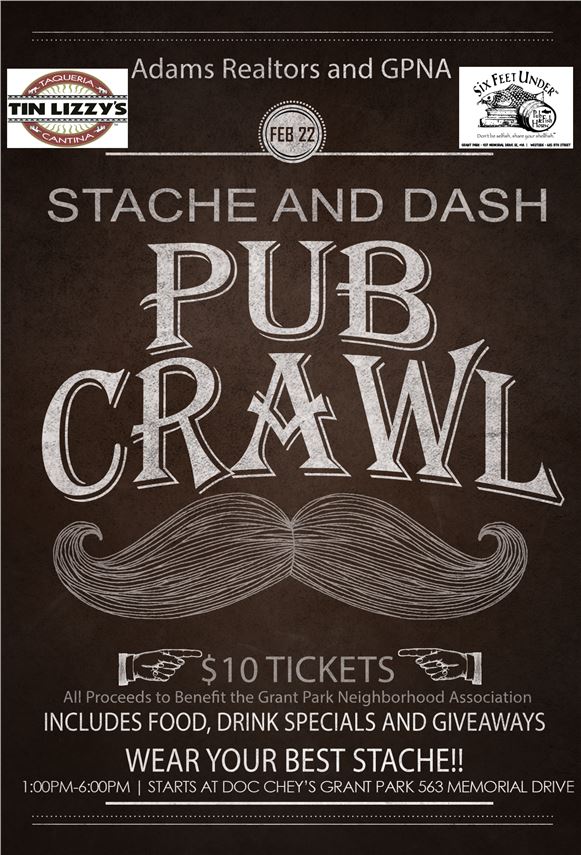 Adams Realtors and GPNA
TAQUERIA
TIN LIZZY'S
CANTINA
SIX FEET UNDER
Pub & Fish House
Don't be selfish, share your shellfish.
FEB 22
STACHE AND DASH
PUB
CRAWL
$10 TICKETS
All Proceeds to Benefit the Grant Park Neighborhood Association
INCLUDES FOOD, DRINK SPECIALS AND GIVEAWAYS
WEAR YOUR BEST STACHE!!
1:00PM-6:00PM | STARTS AT DOC CHEY'S GRANT PARK 563 MEMORIAL DRIVE